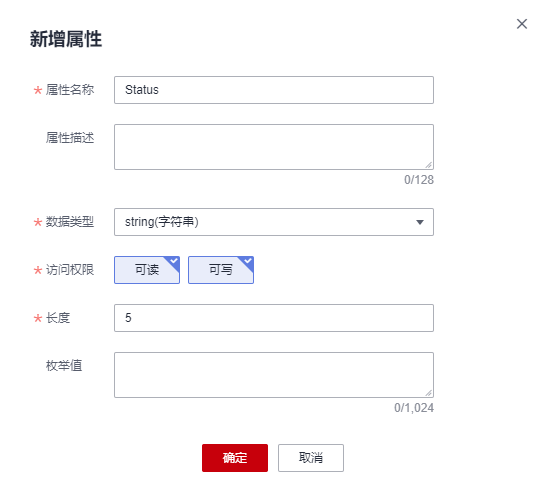 新增属性
* 属性名称 Status
属性描述
0/128
* 数据类型 string(字符串)
* 访问权限 可读 可写
* 长度 5
枚举值
0/1,024
确定 取消